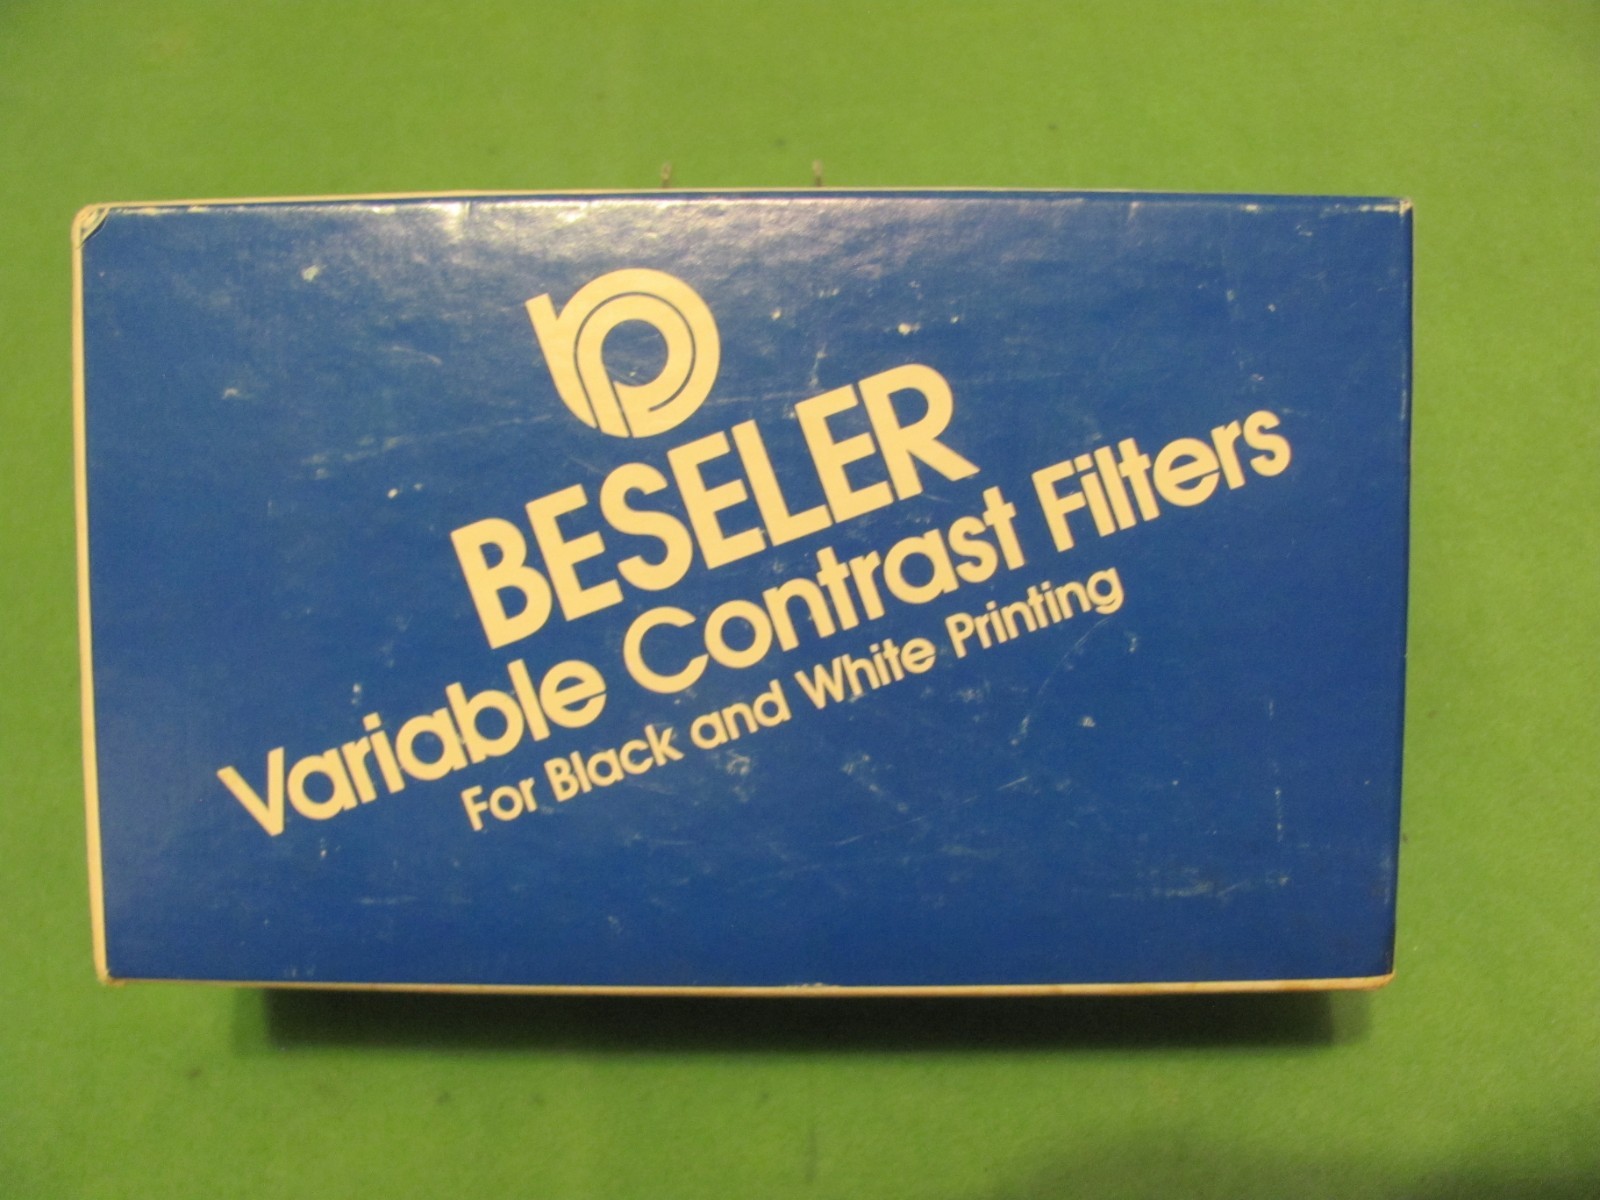 BESELER
Variable Contrast Filters
For Black and White Printing